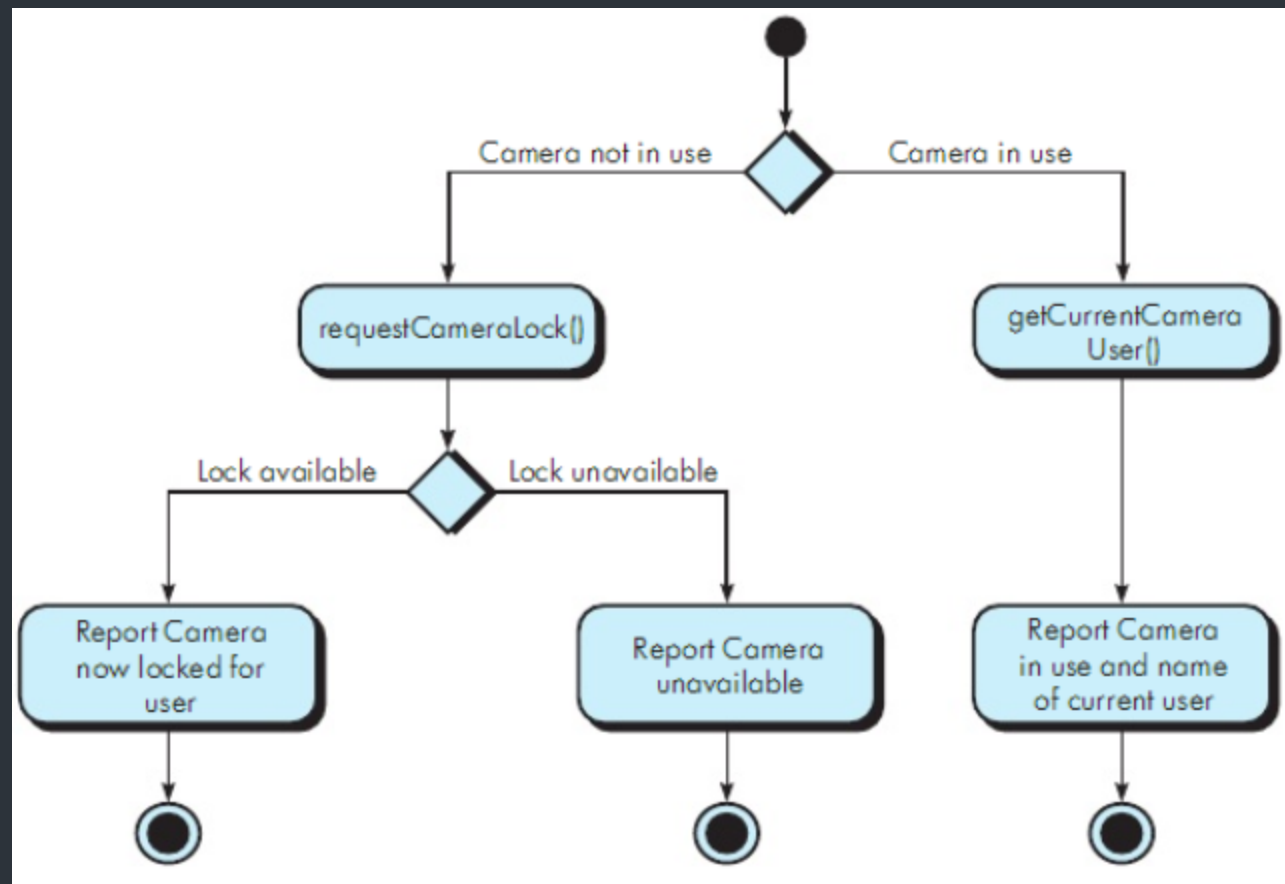 Camera not in use
Camera in use
requestCameraLock()
getCurrentCamera
User()
Lock available
Lock unavailable
Report Camera
now locked for
user
Report Camera
unavailable
Report Camera
in use and name
of current user